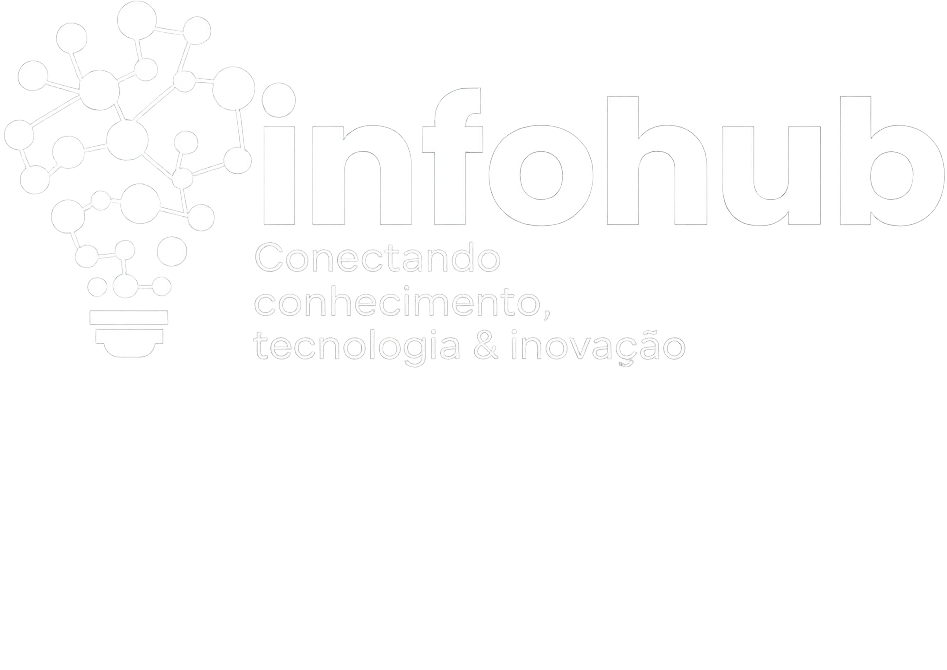 infohub
Conectando
conhecimento,
tecnologia & inovação